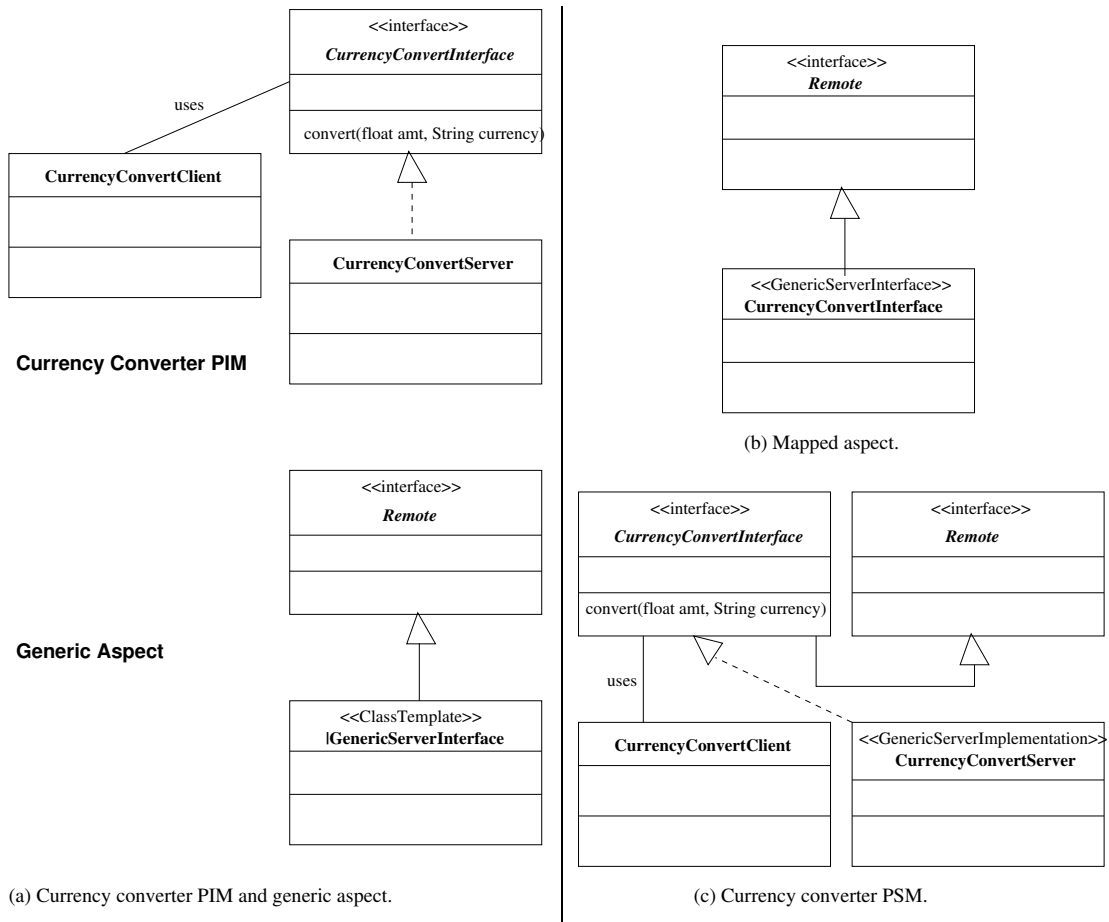 <<interface>>
CurrencyConvertInterface
uses
convert(float amt, String currency)
CurrencyConvertClient
CurrencyConvertServer
Currency Converter PIM
<<interface>>
Remote
Generic Aspect
<<ClassTemplate>>
|GenericServerInterface
(a) Currency converter PIM and generic aspect.
<<interface>>
Remote
<<GenericServerInterface>>
CurrencyConvertInterface
(b) Mapped aspect.
<<interface>>
CurrencyConvertInterface
<<interface>>
Remote
convert(float amt, String currency)
uses
CurrencyConvertClient
<<GenericServerImplementation>>
CurrencyConvertServer
(c) Currency converter PSM.